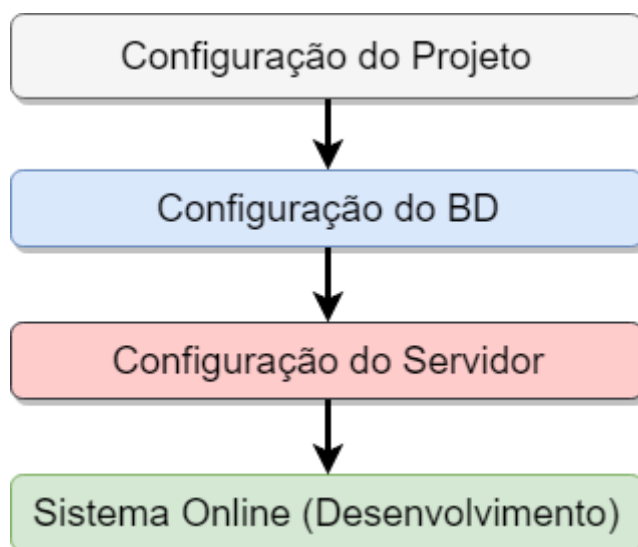 Configuração do Projeto
Configuração do BD
Configuração do Servidor
Sistema Online (Desenvolvimento)